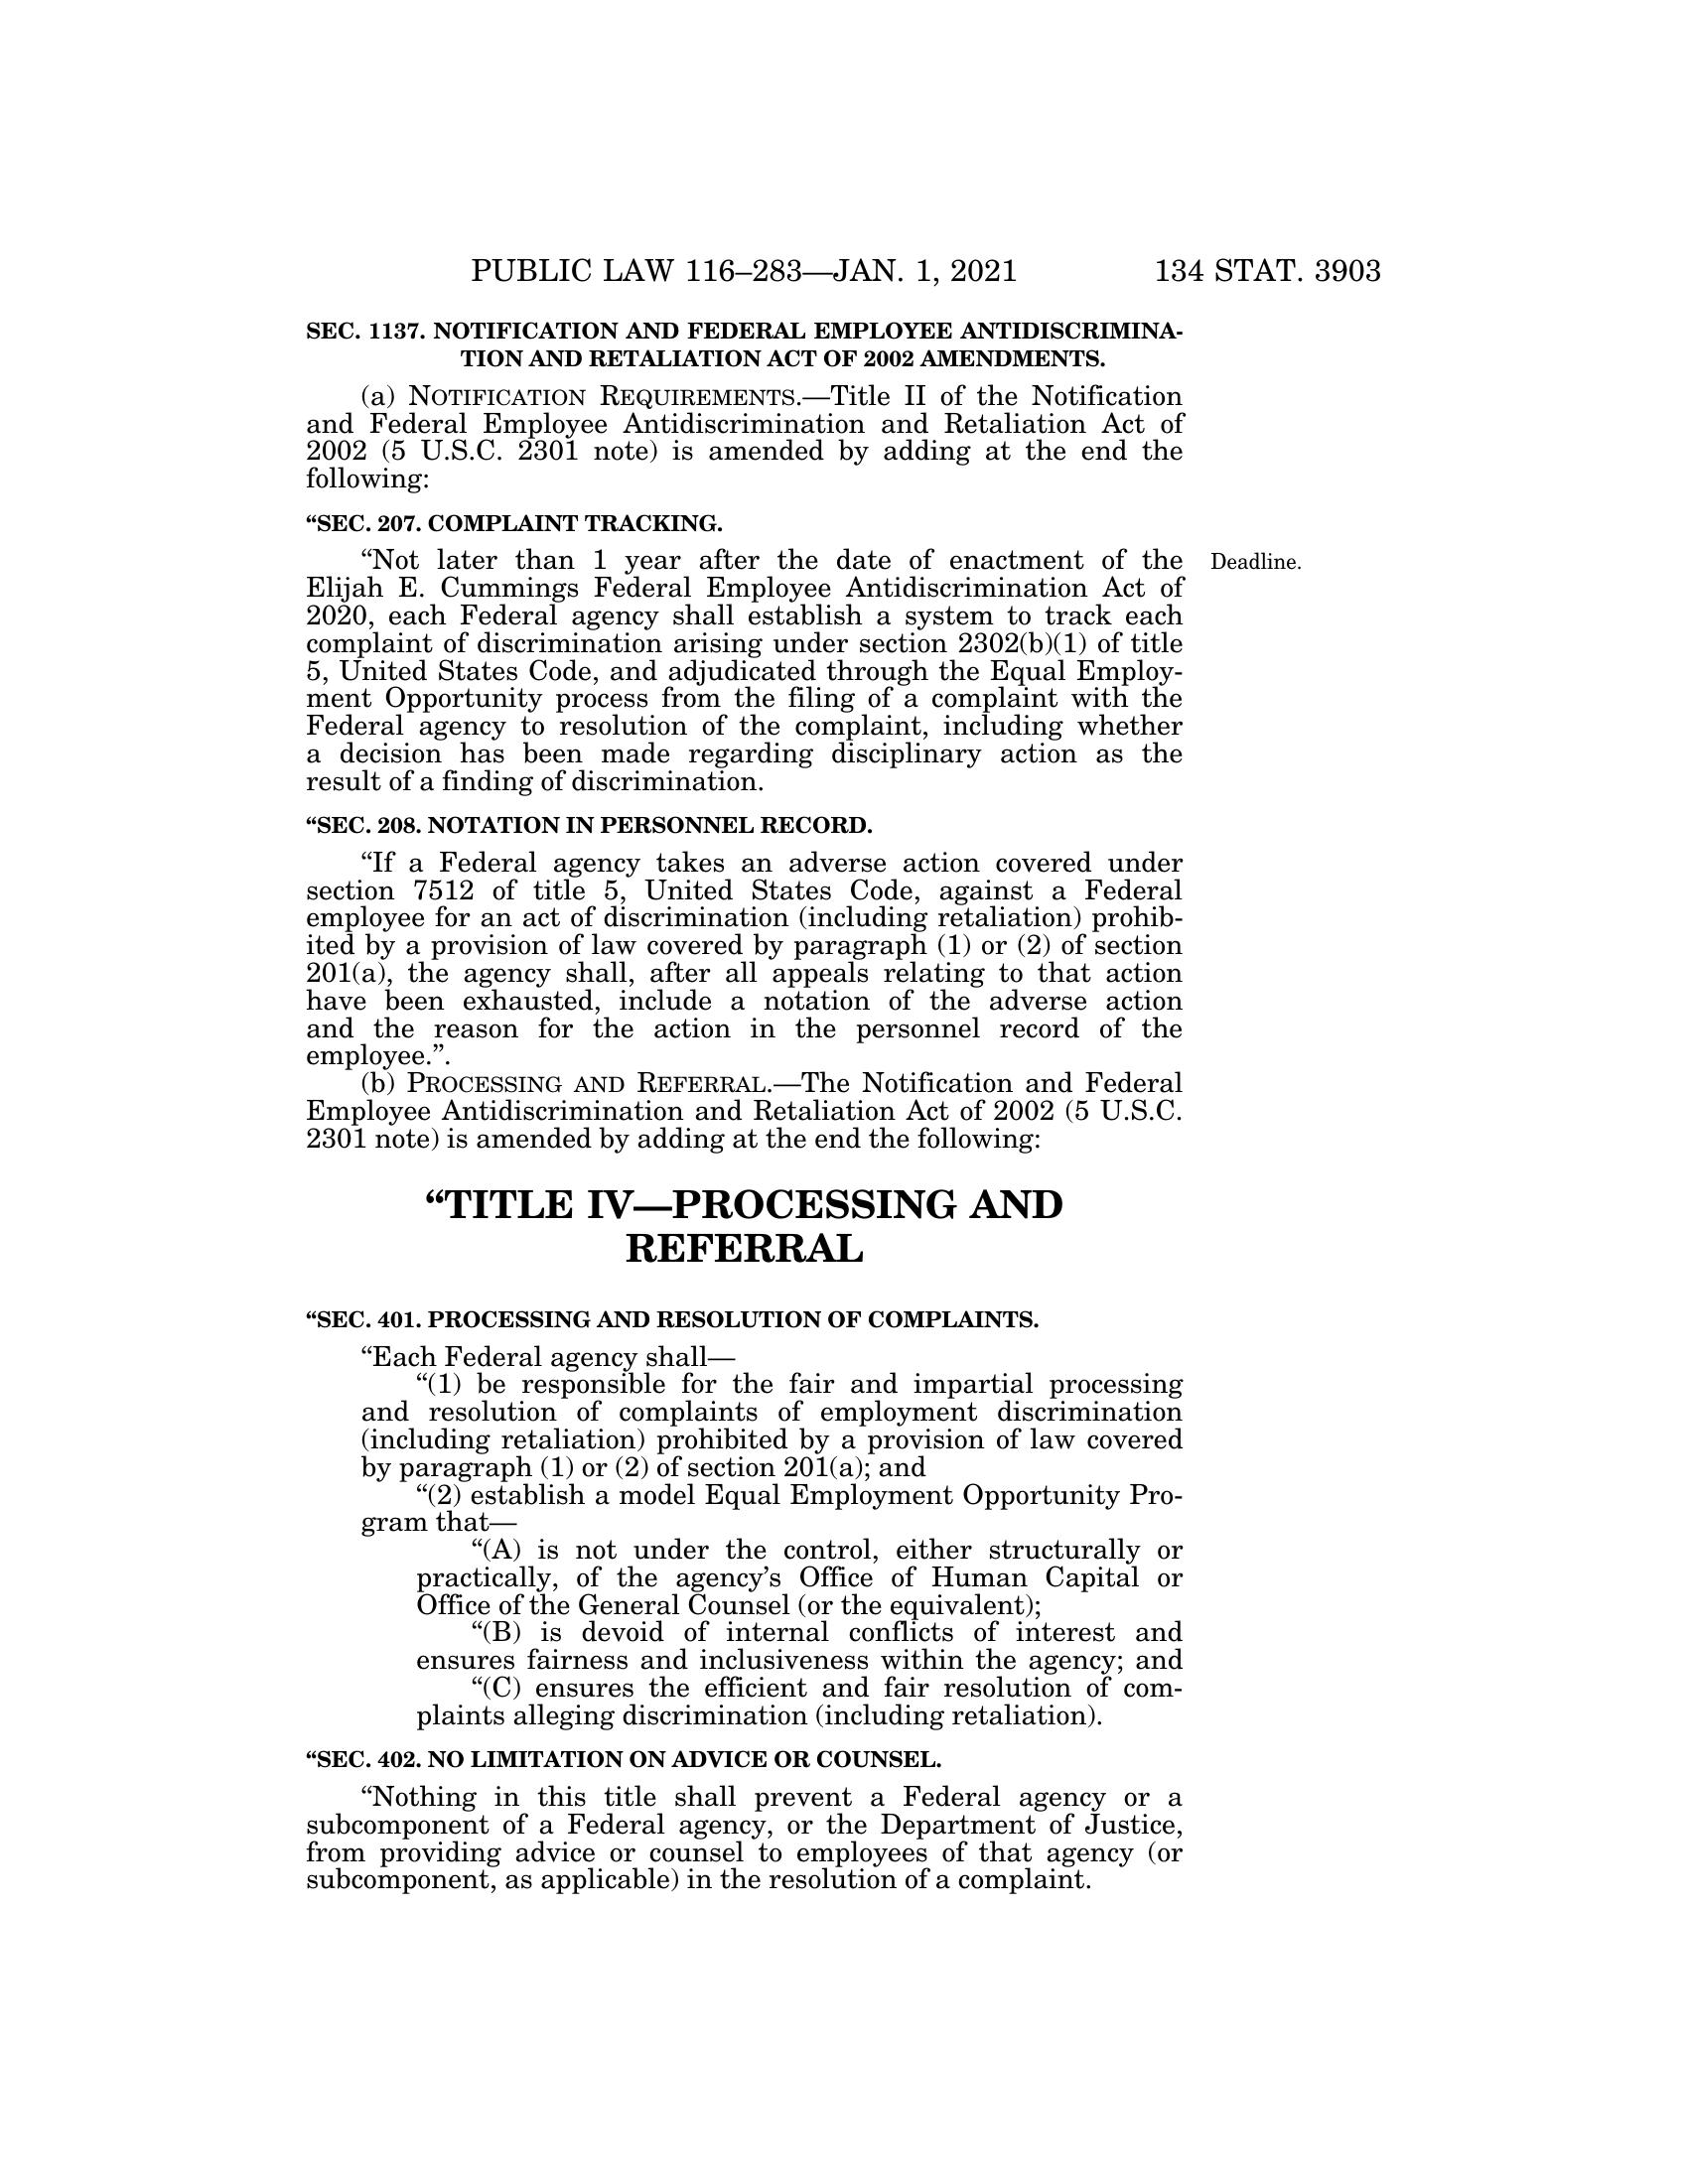 PUBLIC LAW 116–283—JAN. 1, 2021 134 STAT. 3903
SEC. 1137. NOTIFICATION AND FEDERAL EMPLOYEE ANTIDISCRIMINA-
TION AND RETALIATION ACT OF 2002 AMENDMENTS.
(a) NOTIFICATION REQUIREMENTS.—Title II of the Notification
and Federal Employee Antidiscrimination and Retaliation Act of
2002 (5 U.S.C. 2301 note) is amended by adding at the end the
following:
“SEC. 207. COMPLAINT TRACKING.
“Not later than 1 year after the date of enactment of the Deadline.
Elijah E. Cummings Federal Employee Antidiscrimination Act of
2020, each Federal agency shall establish a system to track each
complaint of discrimination arising under section 2302(b)(1) of title
5, United States Code, and adjudicated through the Equal Employ-
ment Opportunity process from the filing of a complaint with the
Federal agency to resolution of the complaint, including whether
a decision has been made regarding disciplinary action as the
result of a finding of discrimination.
“SEC. 208. NOTATION IN PERSONNEL RECORD.
“If a Federal agency takes an adverse action covered under
section 7512 of title 5, United States Code, against a Federal
employee for an act of discrimination (including retaliation) prohib-
ited by a provision of law covered by paragraph (1) or (2) of section
201(a), the agency shall, after all appeals relating to that action
have been exhausted, include a notation of the adverse action
and the reason for the action in the personnel record of the
employee.”.
(b) PROCESSING AND REFERRAL.—The Notification and Federal
Employee Antidiscrimination and Retaliation Act of 2002 (5 U.S.C.
2301 note) is amended by adding at the end the following:
“TITLE IV—PROCESSING AND
REFERRAL
“SEC. 401. PROCESSING AND RESOLUTION OF COMPLAINTS.
“Each Federal agency shall—
“(1) be responsible for the fair and impartial processing
and resolution of complaints of employment discrimination
(including retaliation) prohibited by a provision of law covered
by paragraph (1) or (2) of section 201(a); and
“(2) establish a model Equal Employment Opportunity Pro-
gram that—
“(A) is not under the control, either structurally or
practically, of the agency’s Office of Human Capital or
Office of the General Counsel (or the equivalent);
“(B) is devoid of internal conflicts of interest and
ensures fairness and inclusiveness within the agency; and
“(C) ensures the efficient and fair resolution of com-
plaints alleging discrimination (including retaliation).
“SEC. 402. NO LIMITATION ON ADVICE OR COUNSEL.
“Nothing in this title shall prevent a Federal agency or a
subcomponent of a Federal agency, or the Department of Justice,
from providing advice or counsel to employees of that agency (or
subcomponent, as applicable) in the resolution of a complaint.